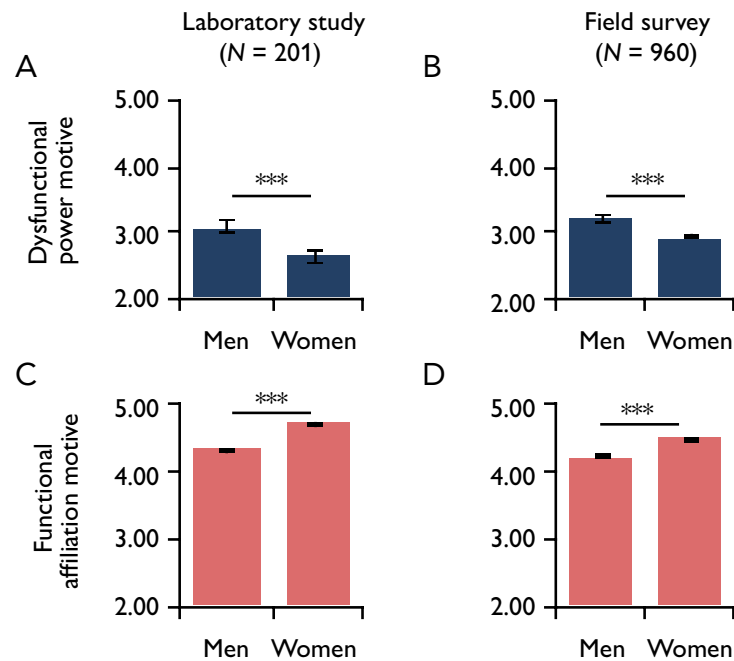 Laboratory study
(N = 201)
Field survey
(N = 960)
A
Dysfunctional
power motive
5.00
4.00
3.00
2.00
***
Men Women
B
5.00
4.00
3.00
2.00
***
Men Women
C
Functional
affiliation motive
5.00
4.00
3.00
2.00
***
Men Women
D
5.00
4.00
3.00
2.00
***
Men Women